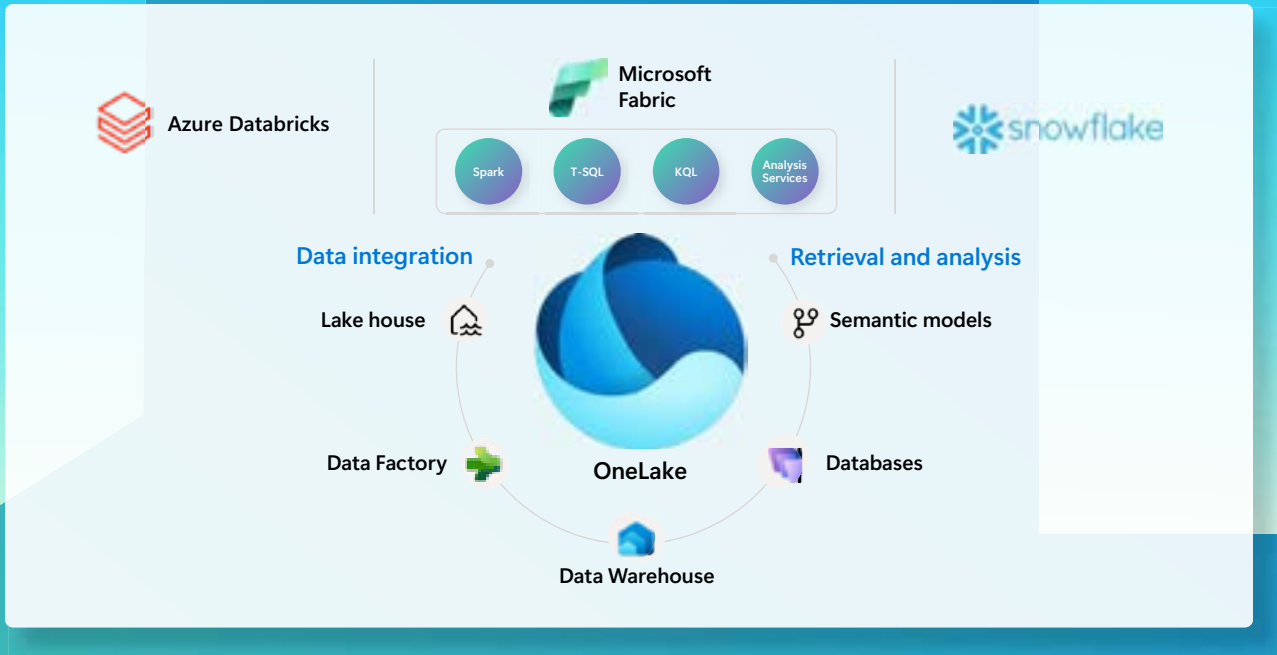 Azure Databricks
Microsoft
Fabric
snowflake
Spark
T-SQL
KQL
Analysis
Services
Data integration
Retrieval and analysis
Lake house
Semantic models
Data Factory
OneLake
Databases
Data Warehouse